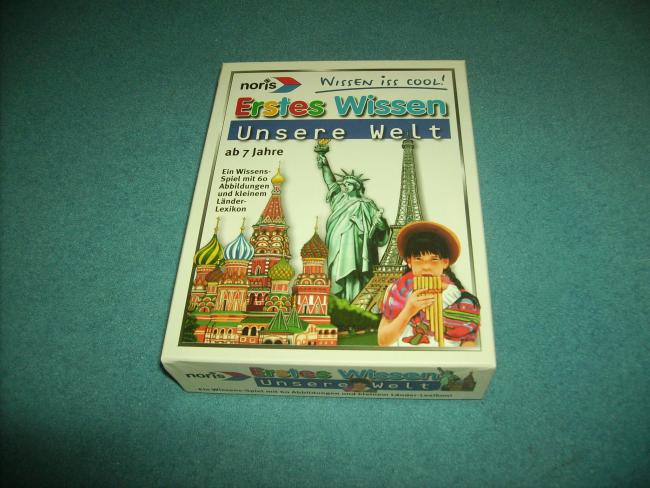 noris
WISSEN ISS COOL!
Erstes Wissen
Unsere Welt
ab 7 Jahre
Ein Wissens-
Spiel mit 60
Abbildungen
und kleinem
Länder-
Lexikon
noris
Erstes Wissen
Unsere Welt
Ein Wissens-Spiel mit 60 Abbildungen und kleinem Länder-Lexikon!